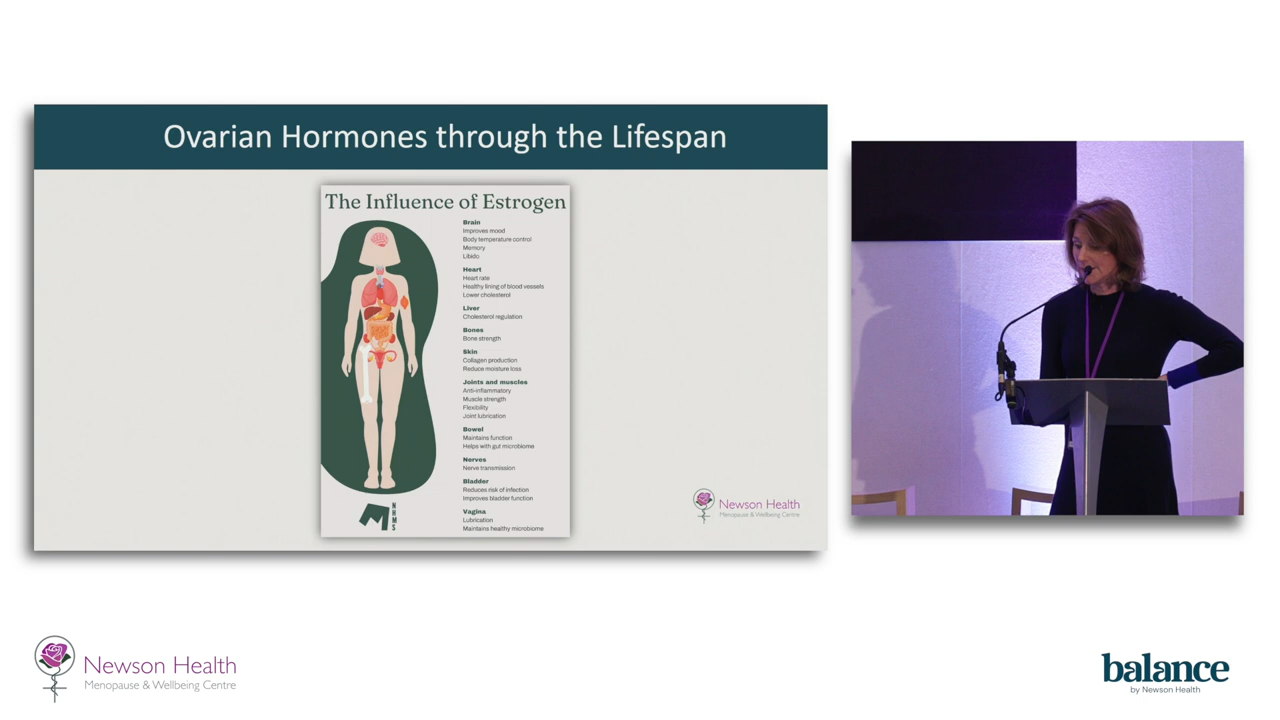 Ovarian Hormones through the Lifespan
The Influence of Estrogen
Brain
Improves mood
Body temperature control
Memory
Libido
Heart
Heart rate
Healthy lining of blood vessels
Lower cholesterol
Liver
Cholesterol regulation
Bones
Bone strength
Skin
Collagen production
Reduce moisture loss
Joints and muscles
Anti-inflammatory
Muscle strength
Flexibility
Joint lubrication
Bowel
Maintains function
Helps with gut microbiome
Nerves
Nerve transmission
Bladder
Reduces risk of infection
Improves bladder function
Vagina
Lubrication
Maintains healthy microbiome
NHMS
Newson Health
Menopause & Wellbeing Centre
Newson Health
Menopause & Wellbeing Centre
balance
by Newson Health